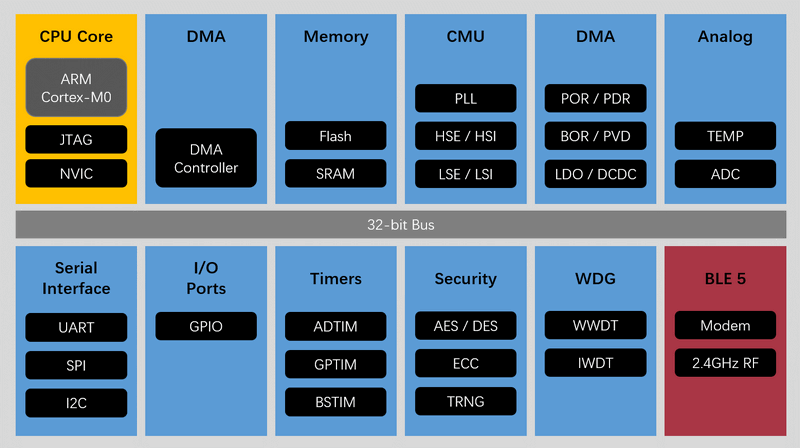 CPU Core
ARM
Cortex-M0
JTAG
NVIC
DMA
DMA
Controller
Memory
Flash
SRAM
CMU
PLL
HSE / HSI
LSE / LSI
DMA
POR / PDR
BOR / PVD
LDO / DCDC
Analog
TEMP
ADC
32-bit Bus
Serial
Interface
UART
SPI
I2C
I/O
Ports
GPIO
Timers
ADTIM
GPTIM
BSTIM
Security
AES / DES
ECC
TRNG
WDG
WWDT
IWDT
BLE 5
Modem
2.4GHz RF